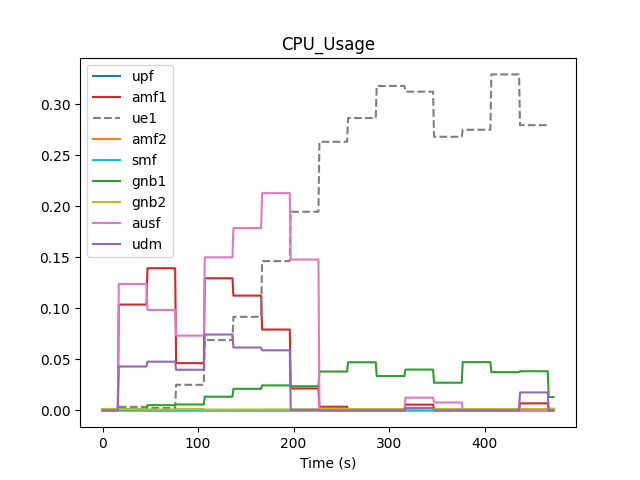 CPU_Usage
upf
amf1
ue1
amf2
smf
gnb1
gnb2
ausf
udm
0.30
0.25
0.20
0.15
0.10
0.05
0.00
0 100 200 300 400
Time (s)